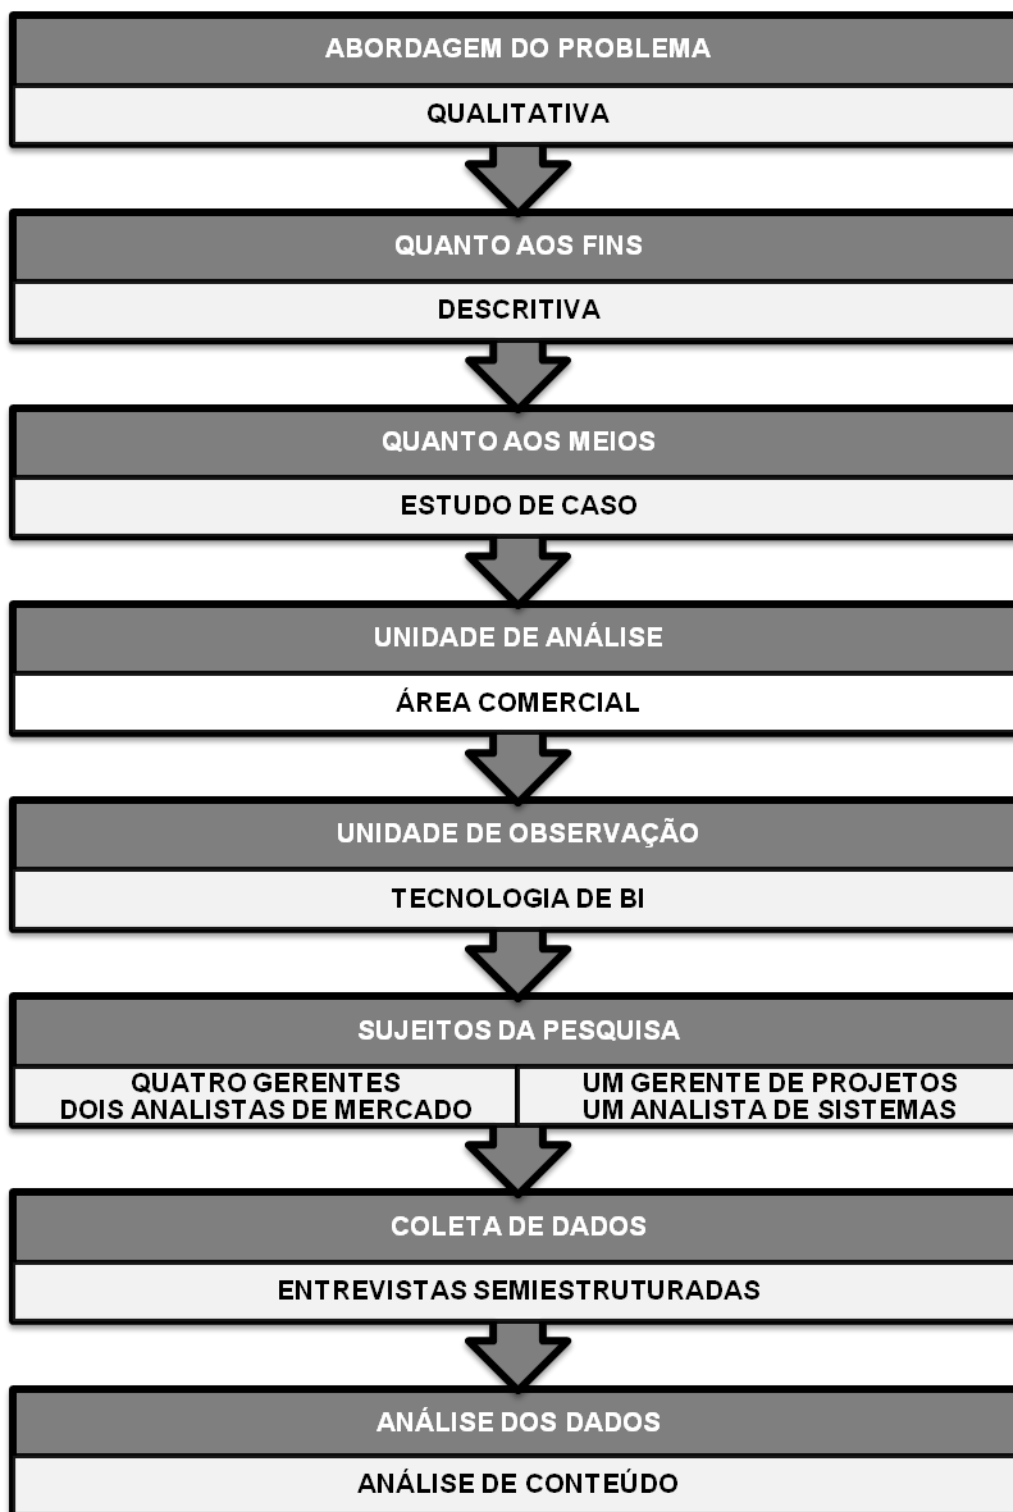 ABORDAGEM DO PROBLEMA
QUALITATIVA
QUANTO AOS FINS
DESCRITIVA
QUANTO AOS MEIOS
ESTUDO DE CASO
UNIDADE DE ANÁLISE
ÁREA COMERCIAL
UNIDADE DE OBSERVAÇÃO
TECNOLOGIA DE BI
SUJEITOS DA PESQUISA
QUATRO GERENTES
DOIS ANALISTAS DE MERCADO
UM GERENTE DE PROJETOS
UM ANALISTA DE SISTEMAS
COLETA DE DADOS
ENTREVISTAS SEMIESTRUTURADAS
ANÁLISE DOS DADOS
ANÁLISE DE CONTEÚDO